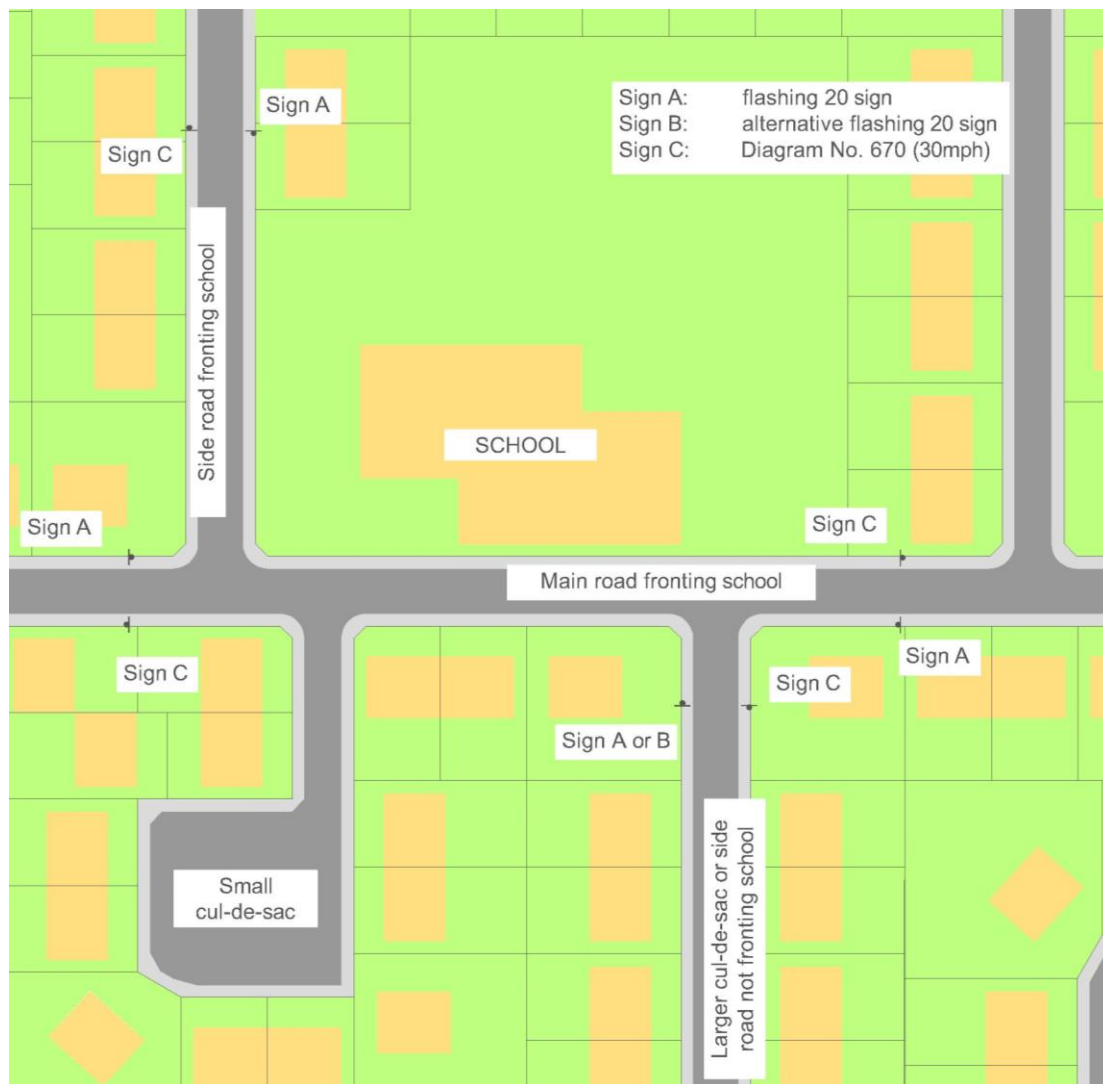 Sign A
Sign A: flashing 20 sign
Sign B: alternative flashing 20 sign
Sign C: Diagram No. 670 (30mph)
Sign C
Side road fronting school
SCHOOL
Sign A
Sign C
Main road fronting school
Sign C
Sign A
Sign C
Sign A or B
Small
cul-de-sac
Larger cul-de-sac or side
road not fronting school